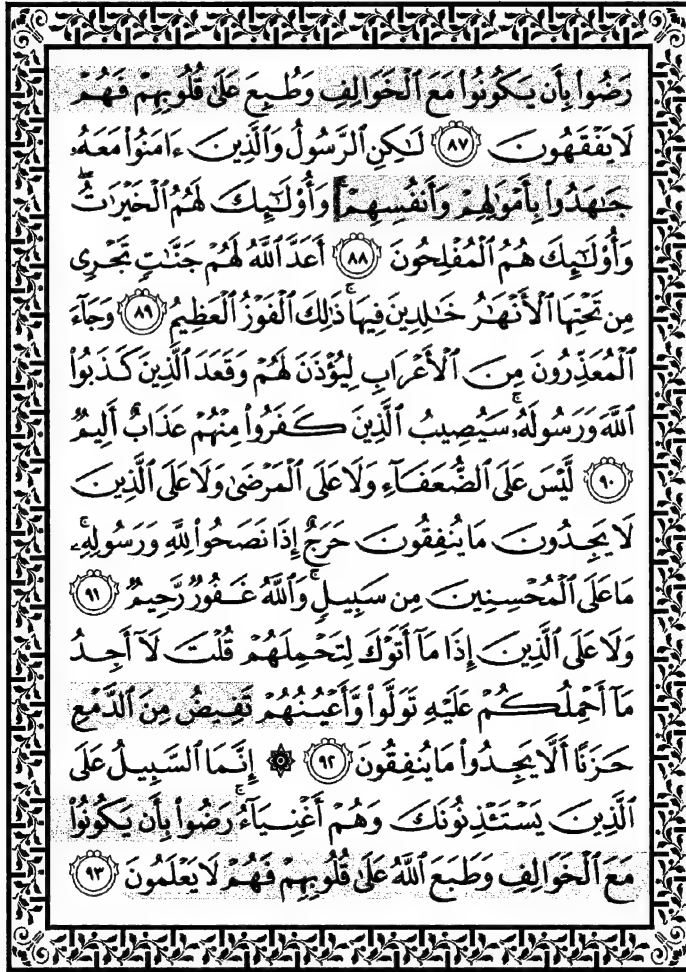 رَضُوا۟ بِأَن يَكُونُوا۟ مَعَ ٱلْخَوَالِفِ وَطُبِعَ عَلَىٰ قُلُوبِهِمْ فَهُمْ
لَا يَفْقَهُونَ ٨٧ لَـٰكِنِ ٱلرَّسُولُ وَٱلَّذِينَ ءَامَنُوا۟ مَعَهُۥ
جَـٰهَدُوا۟ بِأَمْوَٰلِهِمْ وَأَنفُسِهِمْ ۚ وَأُو۟لَـٰٓئِكَ لَهُمُ ٱلْخَيْرَٰتُ ۖ
وَأُو۟لَـٰٓئِكَ هُمُ ٱلْمُفْلِحُونَ ٨٨ أَعَدَّ ٱللَّهُ لَهُمْ جَنَّـٰتٍ تَجْرِى
مِن تَحْتِهَا ٱلْأَنْهَـٰرُ خَـٰلِدِينَ فِيهَا ۚ ذَٰلِكَ ٱلْفَوْزُ ٱلْعَظِيمُ ٨٩ وَجَآءَ
ٱلْمُعَذِّرُونَ مِنَ ٱلْأَعْرَابِ لِيُؤْذَنَ لَهُمْ وَقَعَدَ ٱلَّذِينَ كَذَبُوا۟
ٱللَّهَ وَرَسُولَهُۥ ۚ سَيُصِيبُ ٱلَّذِينَ كَفَرُوا۟ مِنْهُمْ عَذَابٌ أَلِيمٌ
٩٠ لَّيْسَ عَلَى ٱلضُّعَفَآءِ وَلَا عَلَى ٱلْمَرْضَىٰ وَلَا عَلَى ٱلَّذِينَ
لَا يَجِدُونَ مَا يُنفِقُونَ حَرَجٌ إِذَا نَصَحُوا۟ لِلَّهِ وَرَسُولِهِۦ ۚ
مَا عَلَى ٱلْمُحْسِنِينَ مِن سَبِيلٍ ۚ وَٱللَّهُ غَفُورٌ رَّحِيمٌ ٩١
وَلَا عَلَى ٱلَّذِينَ إِذَا مَآ أَتَوْكَ لِتَحْمِلَهُمْ قُلْتَ لَآ أَجِدُ
مَآ أَحْمِلُكُمْ عَلَيْهِ تَوَلَّوا۟ وَّأَعْيُنُهُمْ تَفِيضُ مِنَ ٱلدَّمْعِ
حَزَنًا أَلَّا يَجِدُوا۟ مَا يُنفِقُونَ ٩٢ ۞ إِنَّمَا ٱلسَّبِيلُ عَلَى
ٱلَّذِينَ يَسْتَـْٔذِنُونَكَ وَهُمْ أَغْنِيَآءُ ۚ رَضُوا۟ بِأَن يَكُونُوا۟
مَعَ ٱلْخَوَالِفِ وَطَبَعَ ٱللَّهُ عَلَىٰ قُلُوبِهِمْ فَهُمْ لَا يَعْلَمُونَ ٩٣